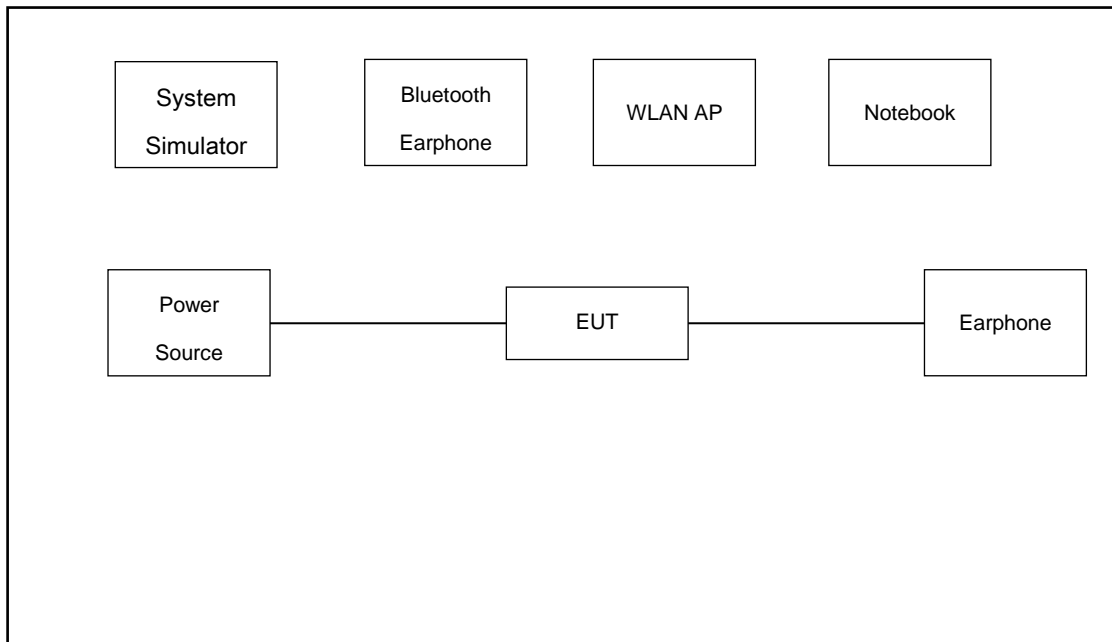 System
Simulator
Bluetooth
Earphone
WLAN AP
Notebook
Power
Source
EUT
Earphone